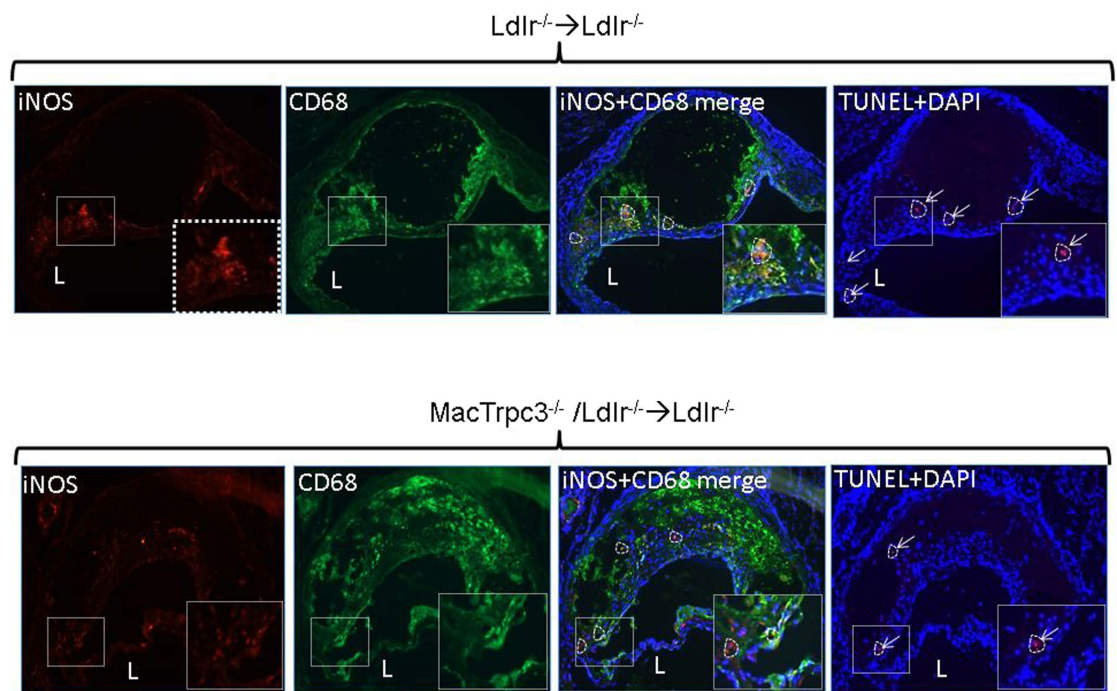 Ldlr-/-→Ldlr-/-
iNOS CD68 iNOS+CD68 merge TUNEL+DAPI
L L L L
MacTrpc3-/- /Ldlr-/-→Ldlr-/-
iNOS CD68 iNOS+CD68 merge TUNEL+DAPI
L L L L